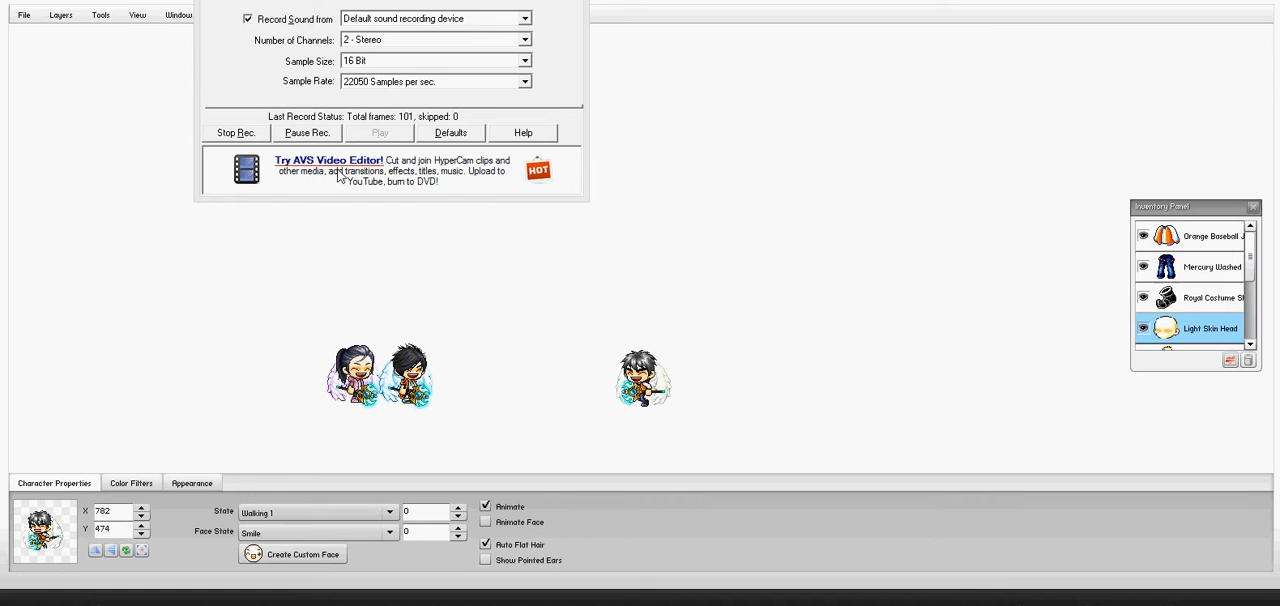 File Layers Tools View Window
Record Sound from Default sound recording device
Number of Channels: 2 - Stereo
Sample Size: 16 Bit
Sample Rate: 22050 Samples per sec.
Last Record Status: Total frames: 101, skipped: 0
Stop Rec. Pause Rec. Play Defaults Help
Try AVS Video Editor! Cut and join HyperCam clips and
other media, add transitions, effects, titles, music. Upload to
YouTube, burn to DVD!
HOT
Inventory Panel
Orange Baseball J
Mercury Washed
Royal Costume Sh
Light Skin Head
Character Properties Color Filters Appearance
X 782 State Walking 1 0 Animate
Animate Face
Y 474 Face State Smile 0
Auto Flat Hair
Create Custom Face
Show Pointed Ears